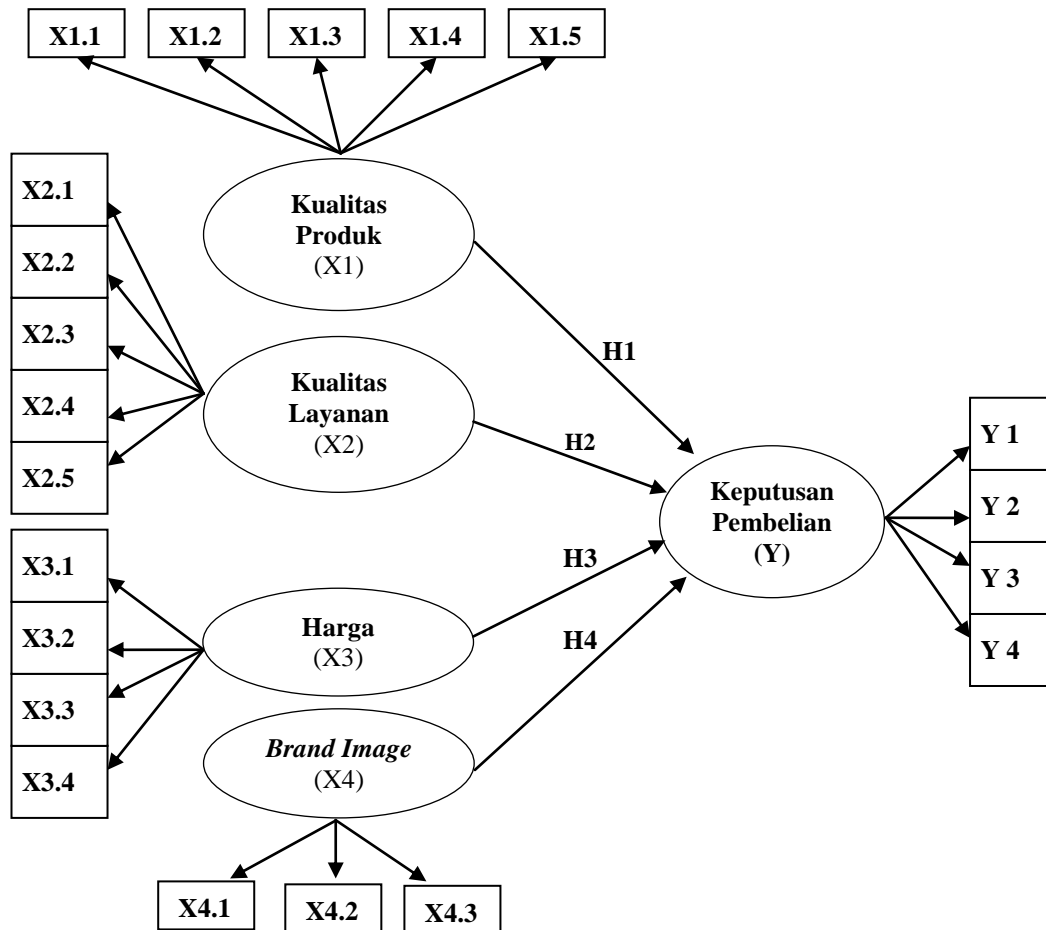 X1.1 X1.2 X1.3 X1.4 X1.5
X2.1
X2.2
X2.3
X2.4
X2.5
Kualitas
Produk
(X1)
H1
Kualitas
Layanan
(X2)
H2
X3.1
X3.2
X3.3
X3.4
Harga
(X3)
H3
Brand Image
(X4)
H4
X4.1 X4.2 X4.3
Keputusan
Pembelian
(Y)
Y 1
Y 2
Y 3
Y 4